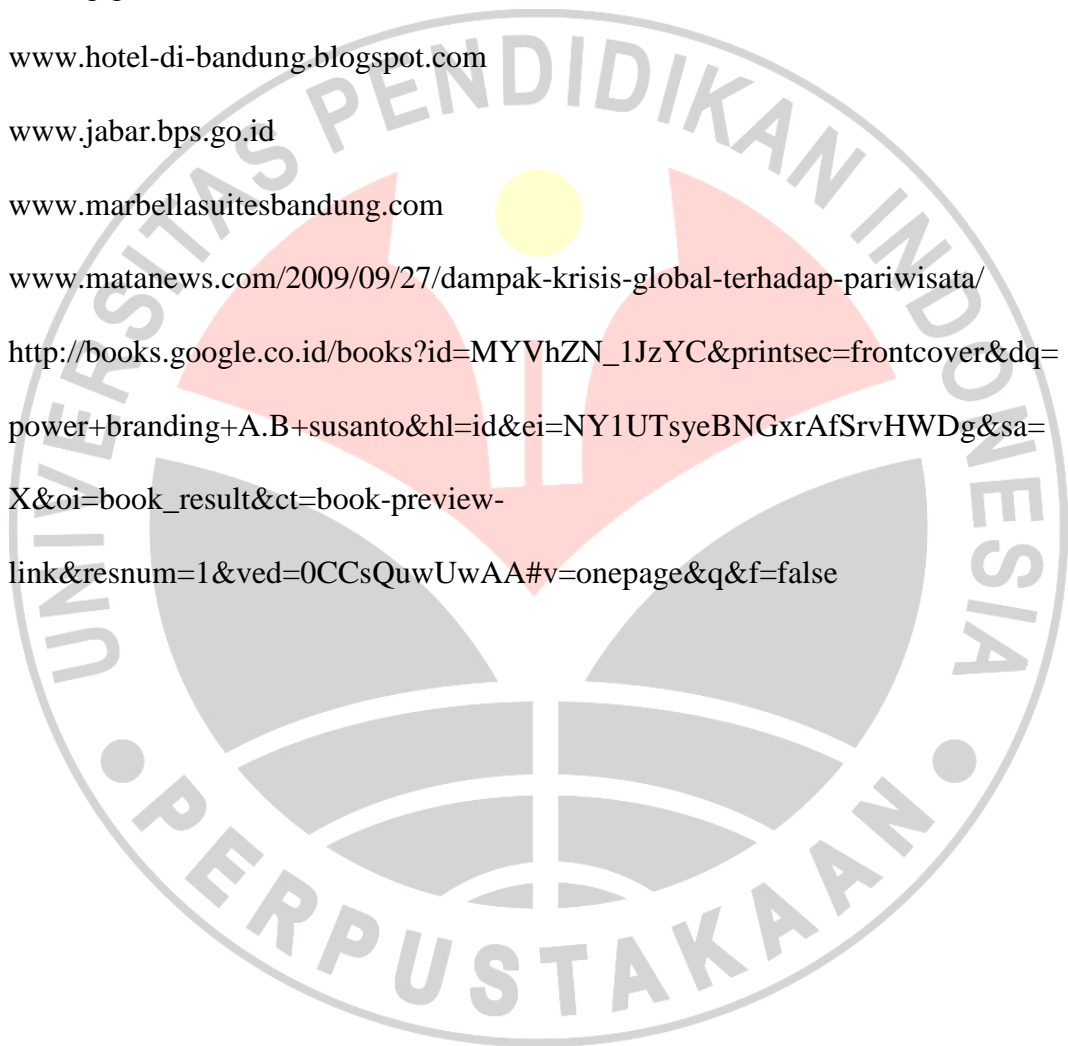 www.hotel-di-bandung.blogspot.com
www.jabar.bps.go.id
www.marbellasuitesbandung.com
www.matanews.com/2009/09/27/dampak-krisis-global-terhadap-pariwisata/
http://books.google.co.id/books?id=MYVhZN_1JzYC&printsec=frontcover&dq=
power+branding+A.B+susanto&hl=id&ei=NY1UTsyeBNGxrAfSrvHWDg&sa=
X&oi=book_result&ct=book-preview-
link&resnum=1&ved=0CCsQuwUwAA#v=onepage&q&f=false
UNIVERSITAS PENDIDIKAN INDONESIA
PERPUSTAKAAN